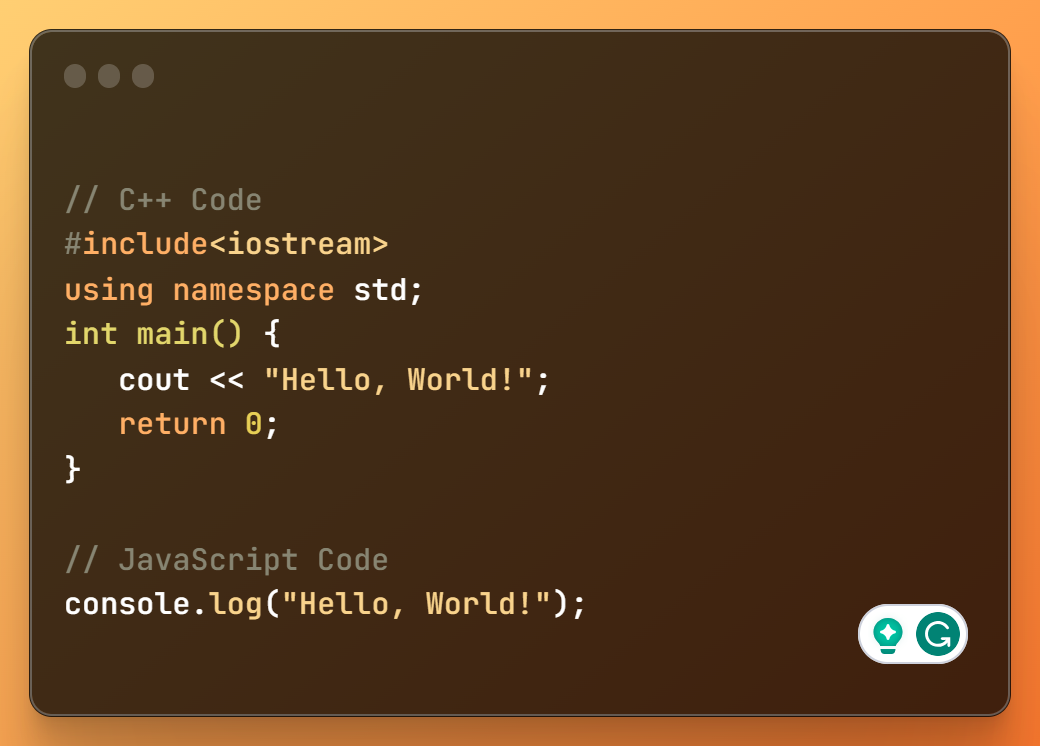 // C++ Code
#include<iostream>
using namespace std;
int main() {
   cout << "Hello, World!";
   return 0;
}
// JavaScript Code
console.log("Hello, World!");